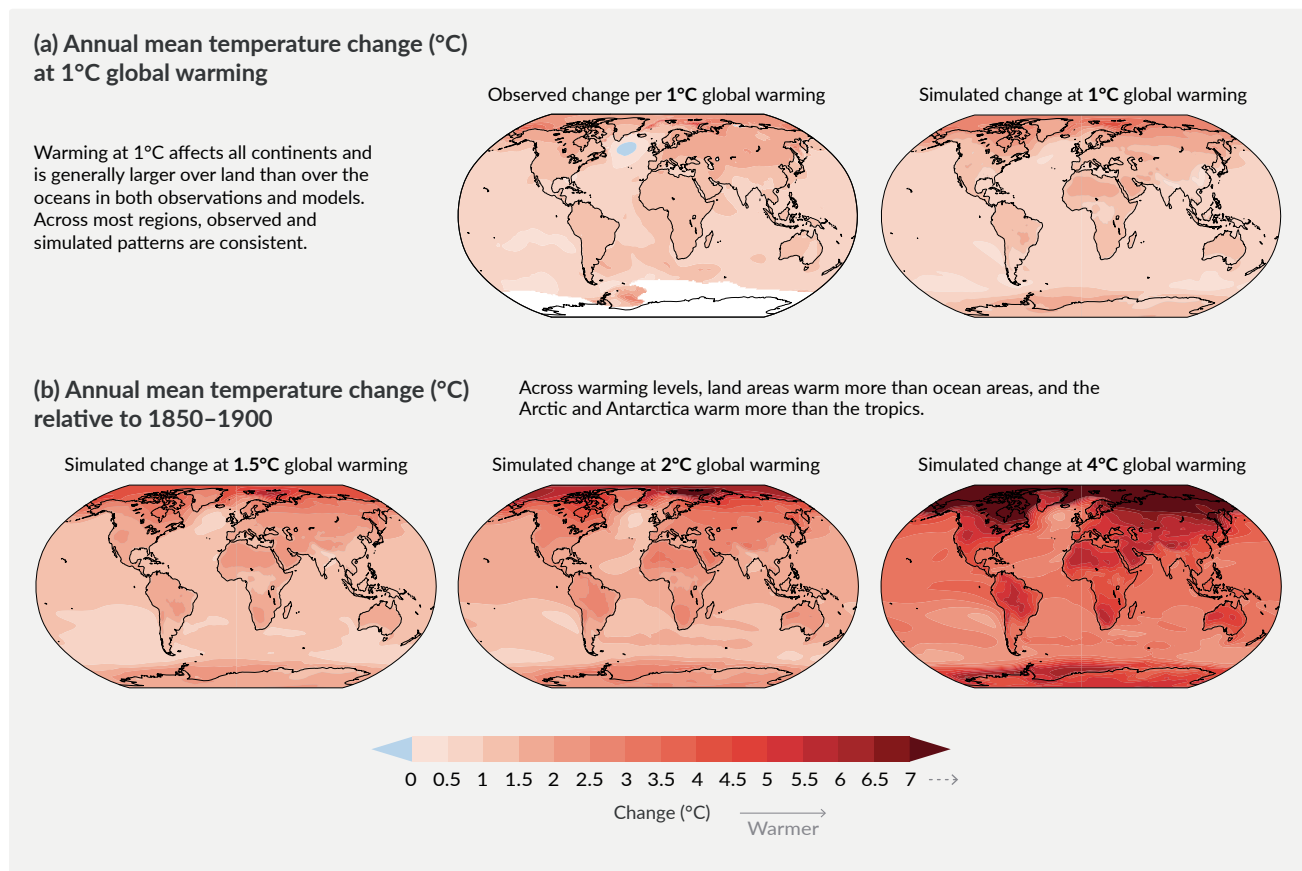 (a) Annual mean temperature change (°C)
at 1°C global warming
Warming at 1°C affects all continents and
is generally larger over land than over the
oceans in both observations and models.
Across most regions, observed and
simulated patterns are consistent.
Observed change per 1°C global warming
Simulated change at 1°C global warming
(b) Annual mean temperature change (°C)
relative to 1850–1900
Across warming levels, land areas warm more than ocean areas, and the
Arctic and Antarctica warm more than the tropics.
Simulated change at 1.5°C global warming
Simulated change at 2°C global warming
Simulated change at 4°C global warming
0 0.5 1 1.5 2 2.5 3 3.5 4 4.5 5 5.5 6 6.5 7
Change (°C)
Warmer